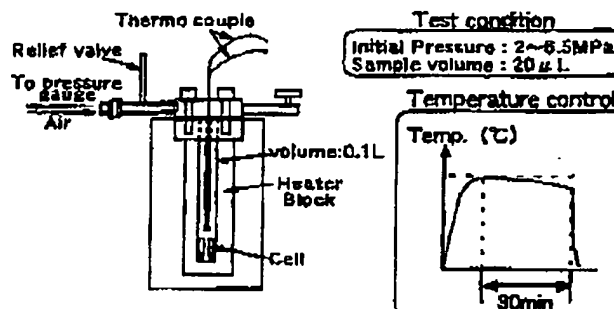 Thermo couple
Relief valve
To pressure
gauge
Air
volume:0.1L
Heater
Block
Cell
Test condition
Initial Pressure : 2~6.5MPa
Sample volume : 20μL
Temperature control
Temp. (℃)
90min